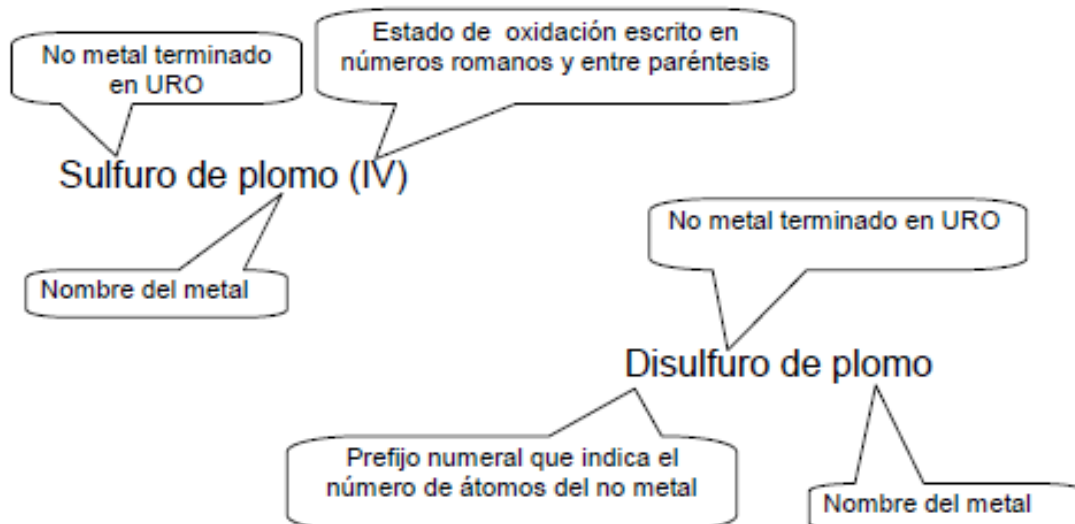 No metal terminado
en URO
Estado de oxidación escrito en
números romanos y entre paréntesis
Sulfuro de plomo (IV)
Nombre del metal
No metal terminado en URO
Disulfuro de plomo
Prefijo numeral que indica el
número de átomos del no metal
Nombre del metal